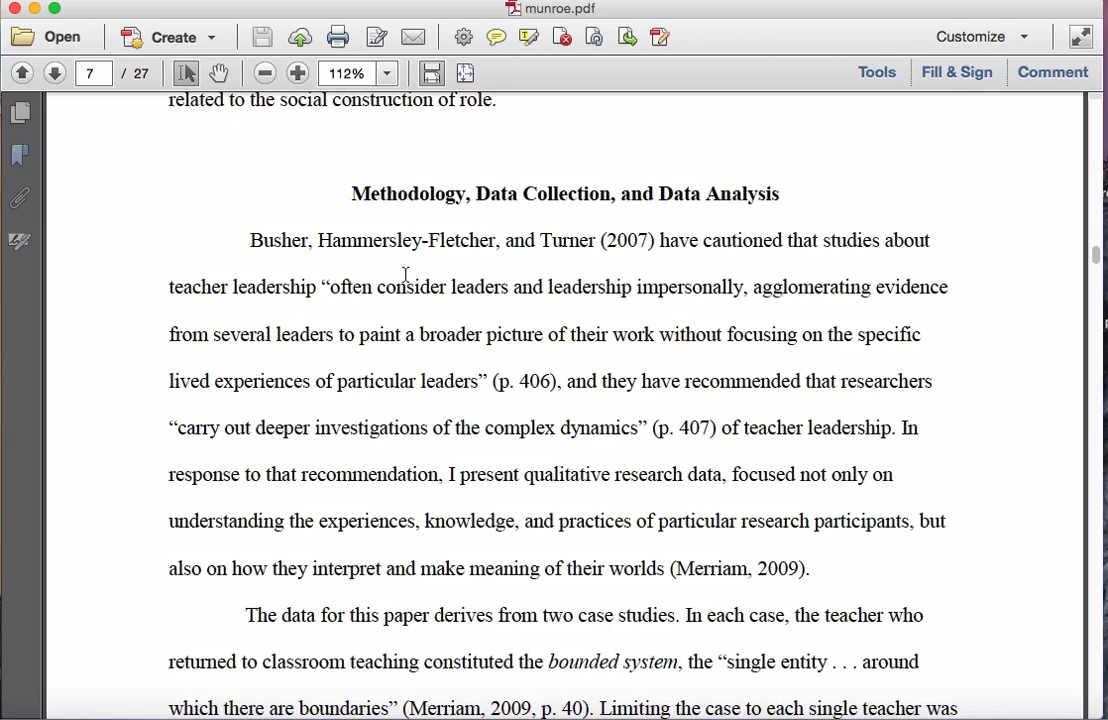 munroe.pdf
Open
Create
Customize
7 / 27
112%
Tools
Fill & Sign
Comment
related to the social construction of role.
Methodology, Data Collection, and Data Analysis
Busher, Hammersley-Fletcher, and Turner (2007) have cautioned that studies about
teacher leadership “often consider leaders and leadership impersonally, agglomerating evidence
from several leaders to paint a broader picture of their work without focusing on the specific
lived experiences of particular leaders” (p. 406), and they have recommended that researchers
“carry out deeper investigations of the complex dynamics” (p. 407) of teacher leadership. In
response to that recommendation, I present qualitative research data, focused not only on
understanding the experiences, knowledge, and practices of particular research participants, but
also on how they interpret and make meaning of their worlds (Merriam, 2009).
The data for this paper derives from two case studies. In each case, the teacher who
returned to classroom teaching constituted the bounded system, the “single entity . . . around
which there are boundaries” (Merriam, 2009, p. 40). Limiting the case to each single teacher was